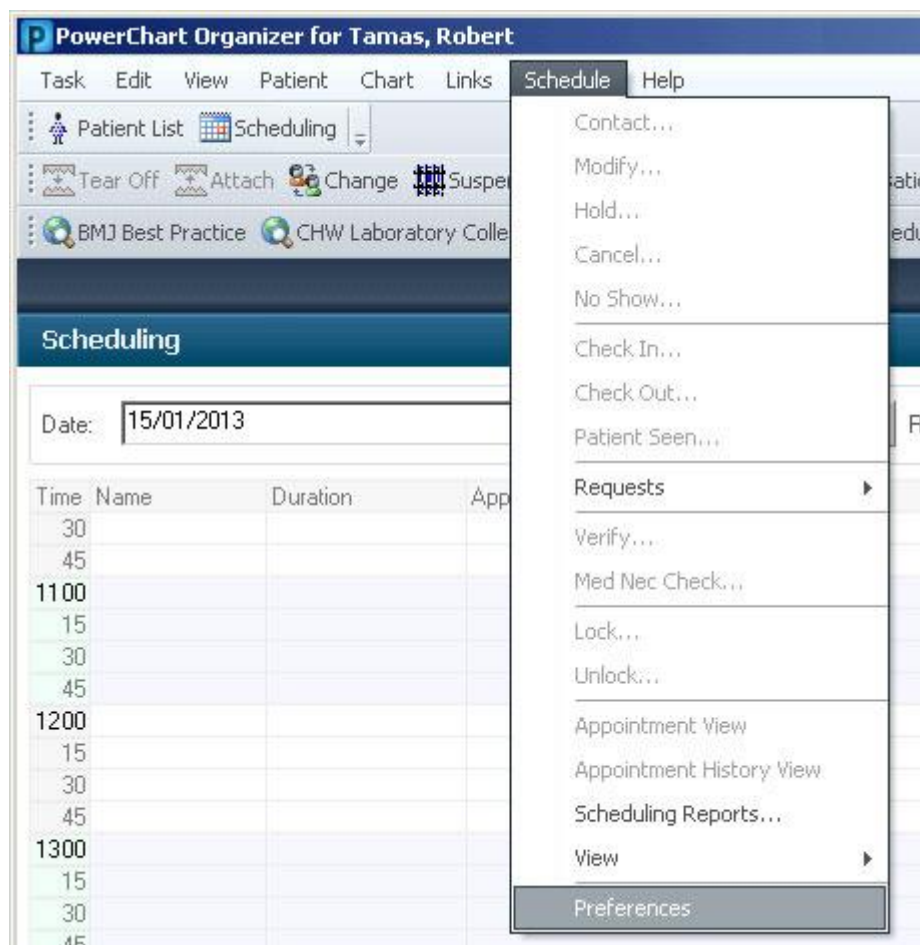 PowerChart Organizer for Tamas, Robert
Task Edit View Patient Chart Links Schedule Help
Patient List Scheduling
Tear Off Attach Change
BMJ Best Practice CHW Laboratory
Scheduling
Date: 15/01/2013
Time Name Duration
30
45
1100
15
30
45
1200
15
30
45
1300
15
30
45
Contact...
Modify...
Hold...
Cancel...
No Show...
Check In...
Check Out...
Patient Seen...
Requests
Verify...
Med Nec Check...
Lock...
Unlock...
Appointment View
Appointment History View
Scheduling Reports...
View
Preferences